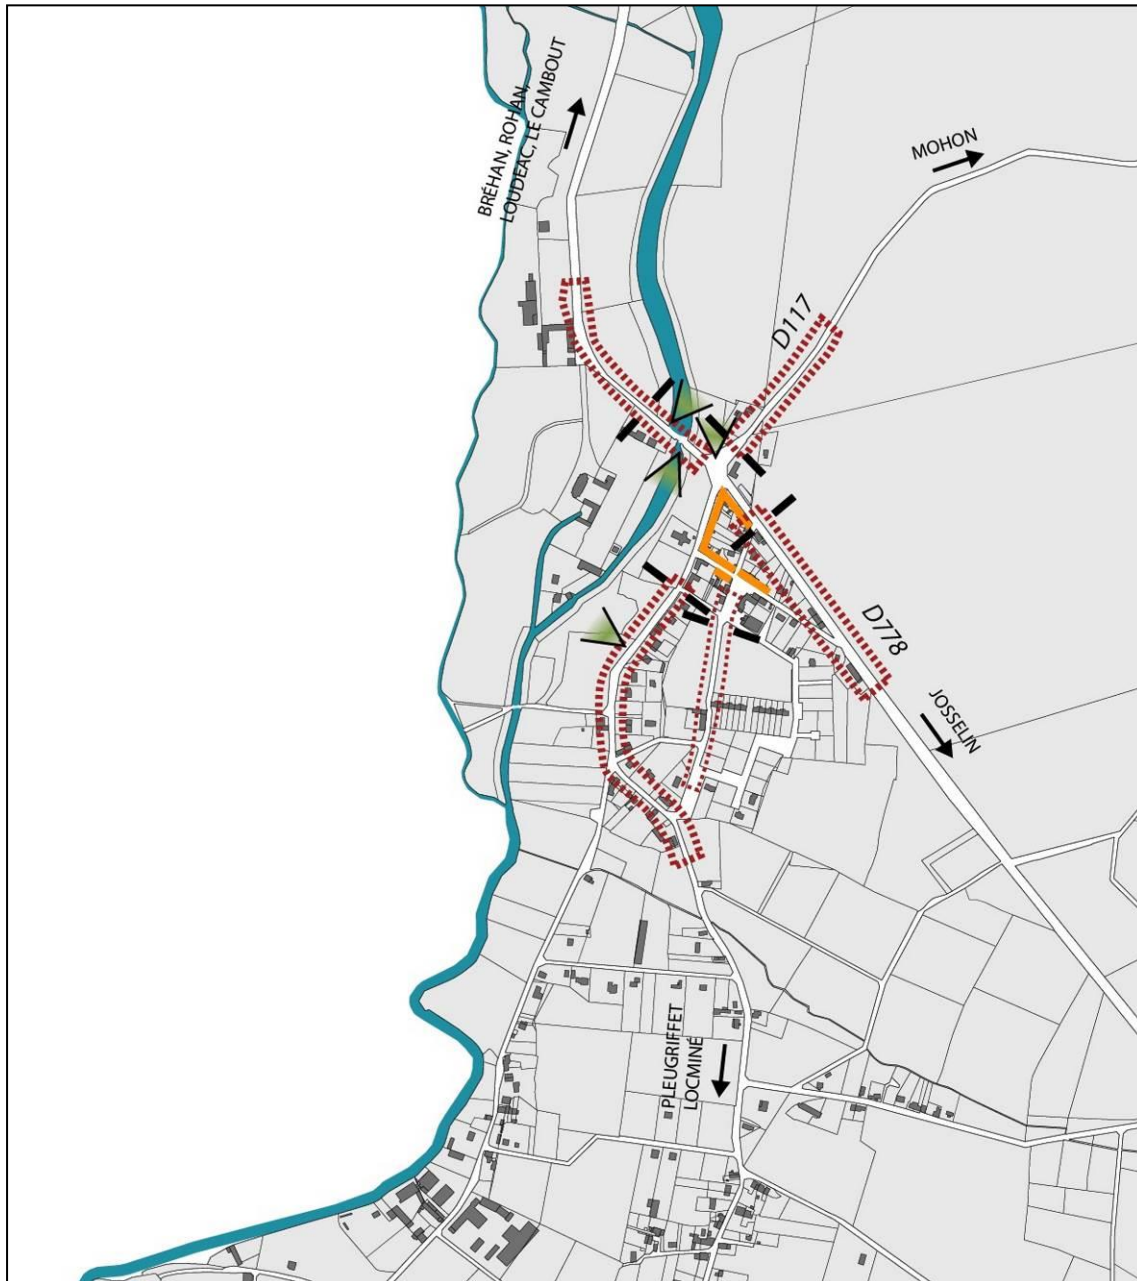 BRÉHAN, ROHAN,
LOUDEAC, LE CAMBOUT
MOHON
D117
D778
JOSSELIN
PLEUGRIFFET
LOCMINÉ